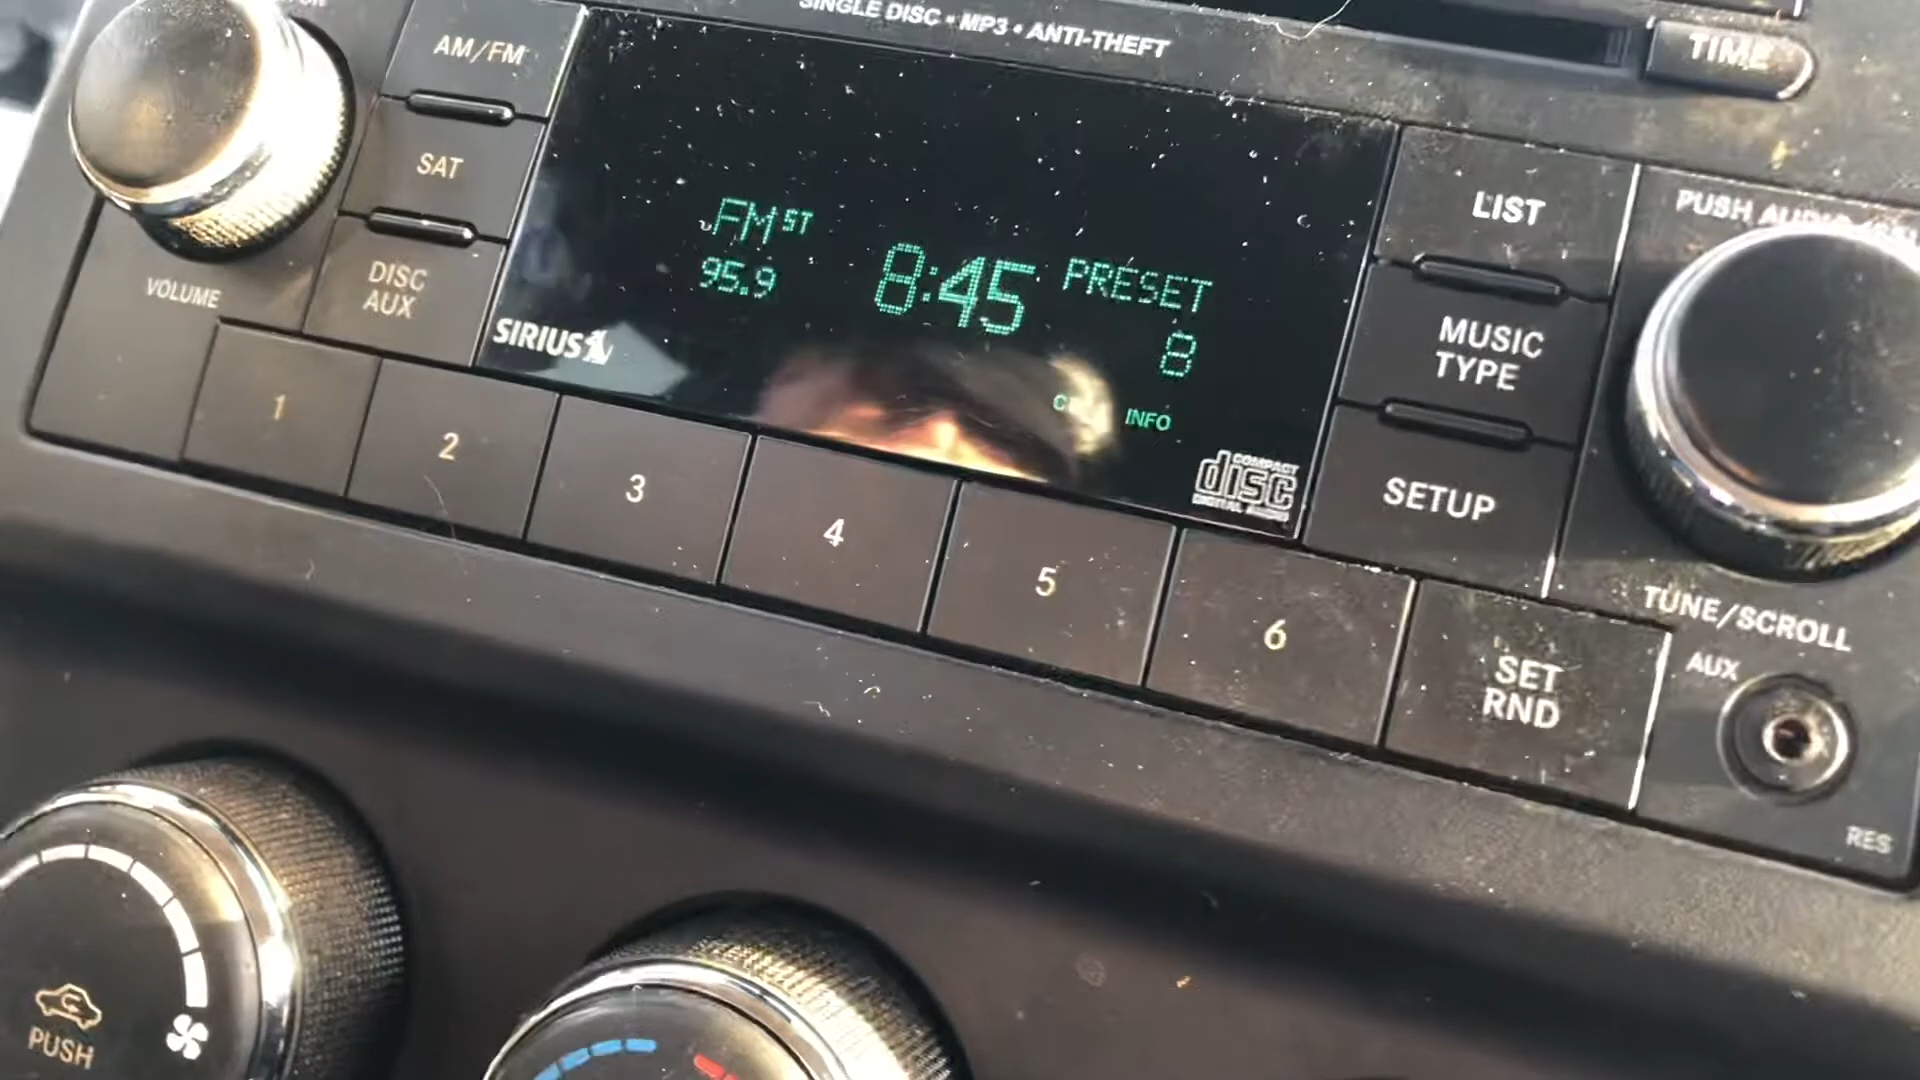 SINGLE DISC • MP3 • ANTI-THEFT
TIME
AM/FM
SAT
DISC
AUX
VOLUME
FM ST
95.9
8:45
PRESET
8
INFO
SIRIUS
COMPACT
disc
DIGITAL AUDIO
LIST
MUSIC
TYPE
SETUP
PUSH AUDIO
TUNE/SCROLL
1
2
3
4
5
6
SET
RND
AUX
RES
PUSH